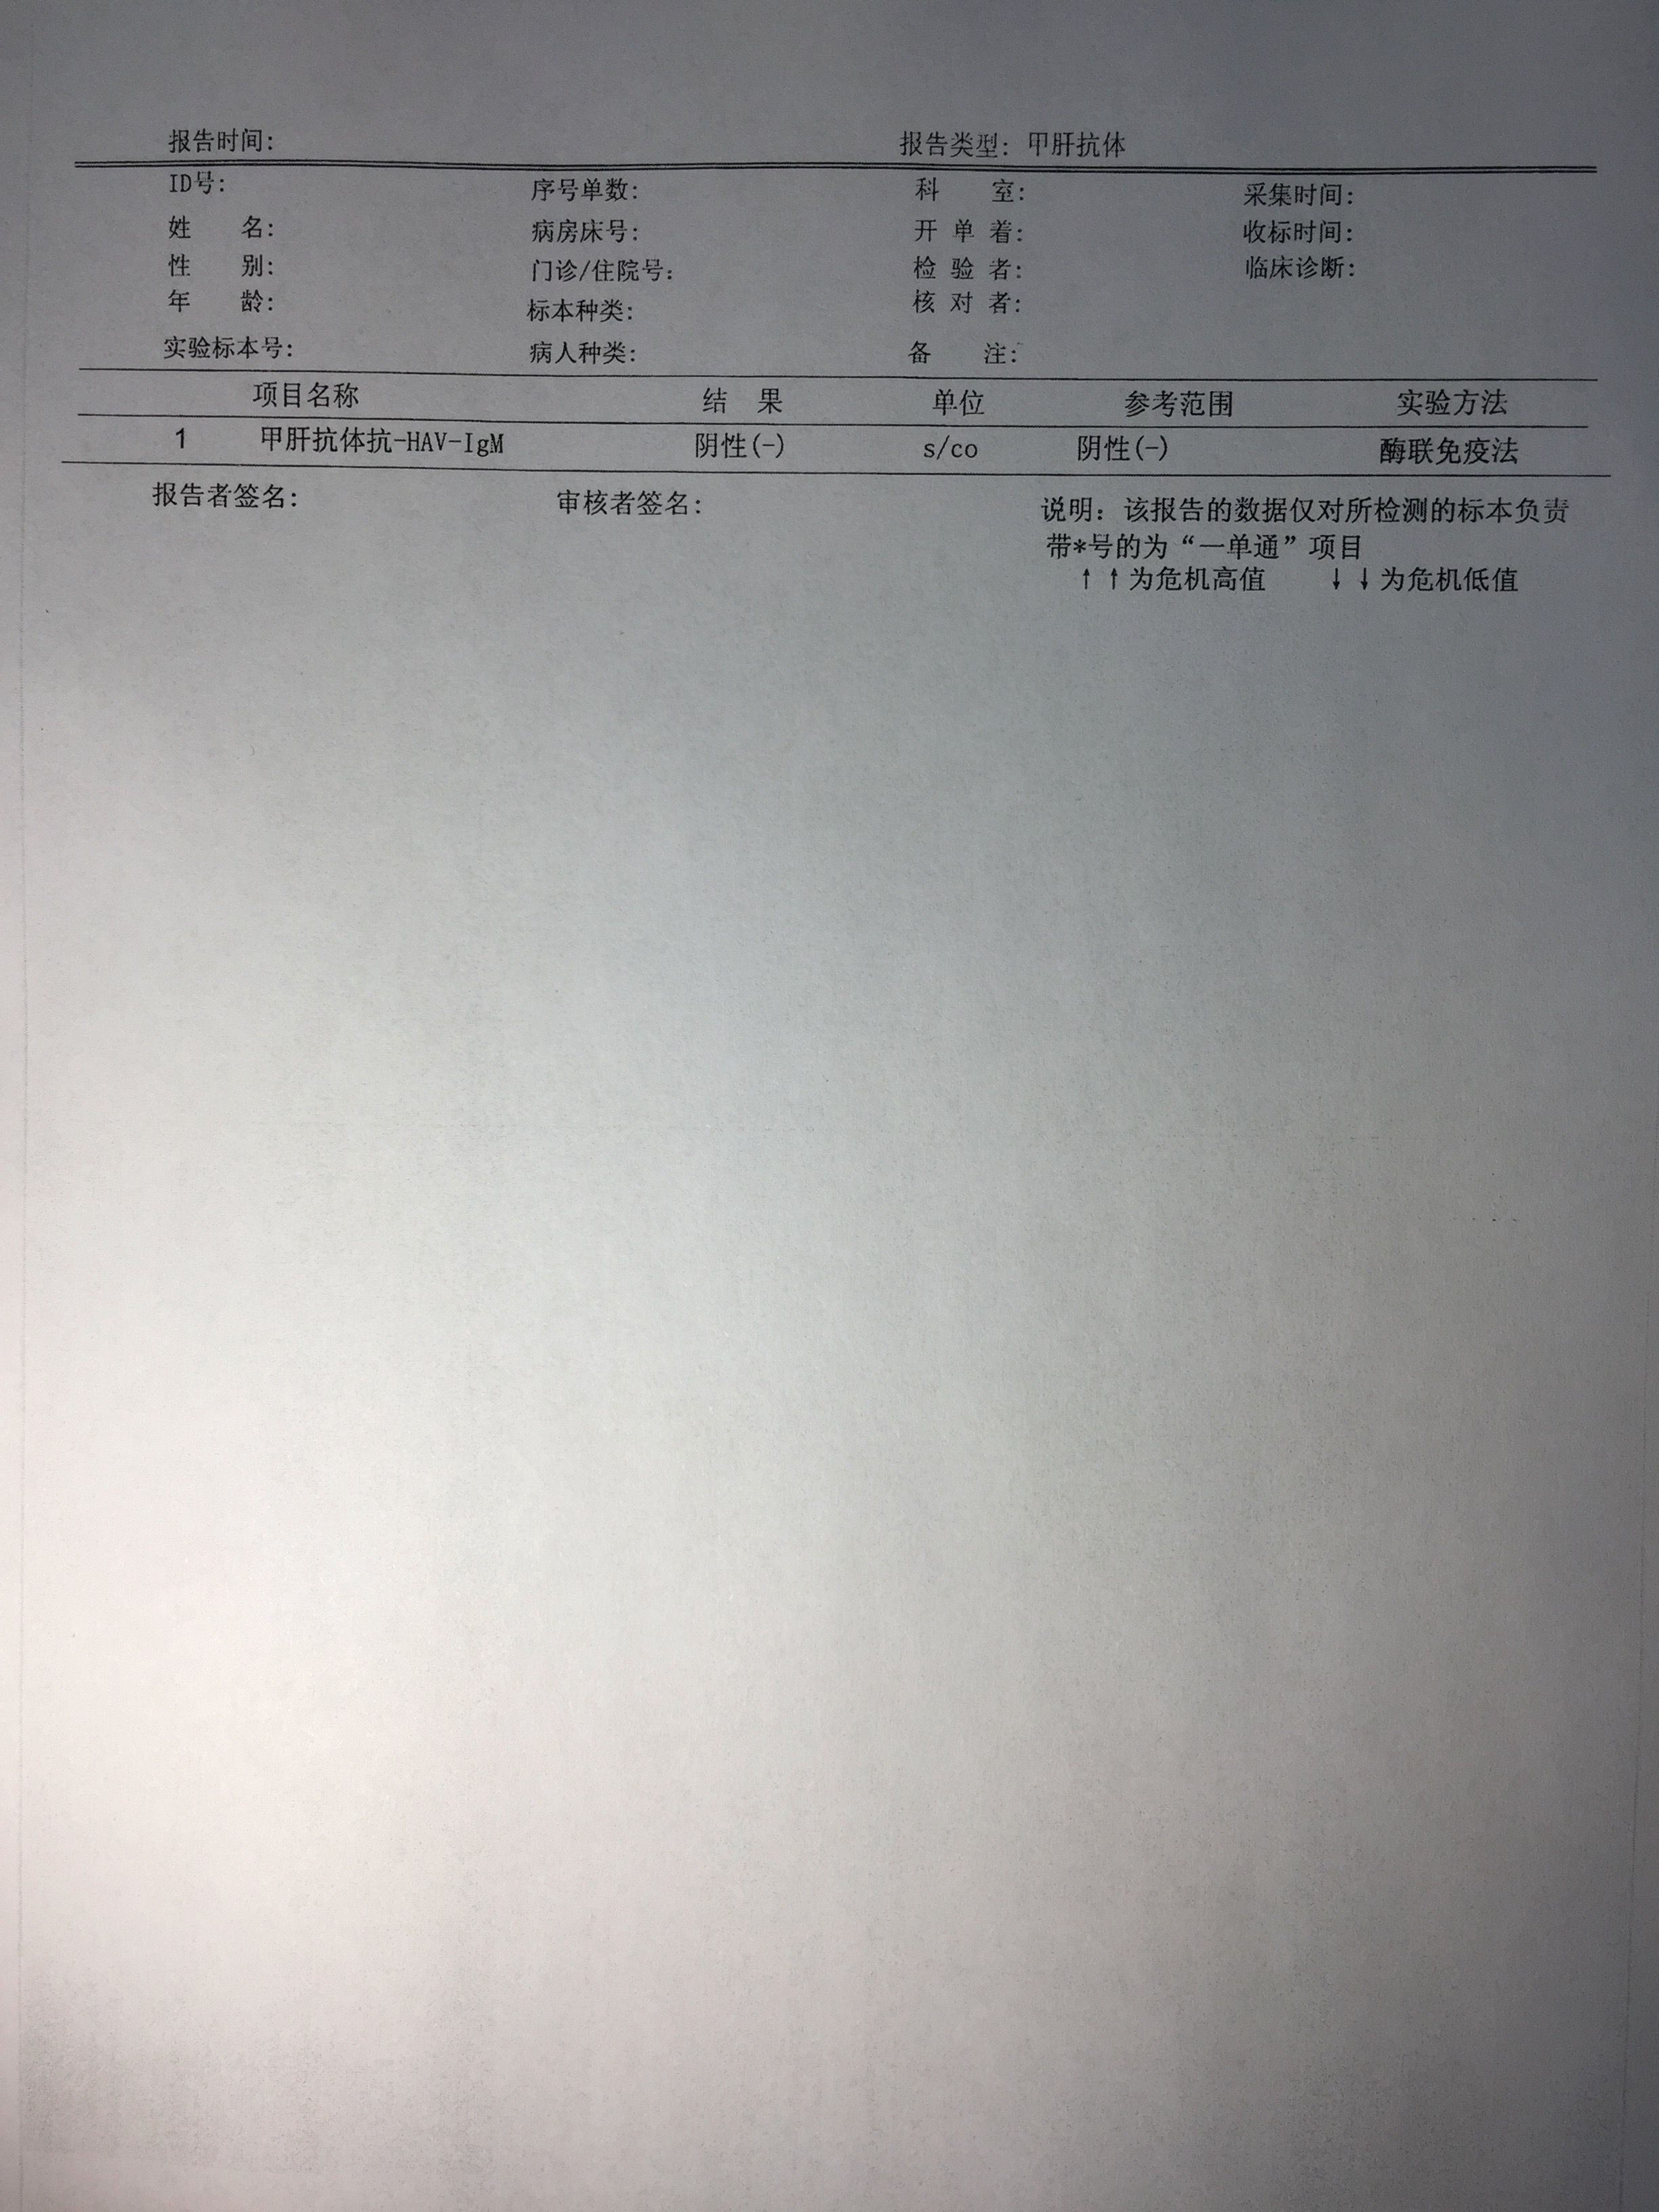 报告时间: 报告类型: 甲肝抗体
ID号: 序号单数: 科 室: 采集时间:
姓 名: 病房床号: 开 单 着: 收标时间:
性 别: 门诊/住院号: 检 验 者: 临床诊断:
年 龄: 标本种类: 核 对 者:
实验标本号: 病人种类: 备 注:
项目名称 结 果 单位 参考范围 实验方法
1 甲肝抗体抗-HAV-IgM 阴性(-) s/co 阴性(-) 酶联免疫法
报告者签名: 审核者签名: 说明: 该报告的数据仅对所检测的标本负责
带*号的为“一单通”项目
↑↑为危机高值 ↓↓为危机低值